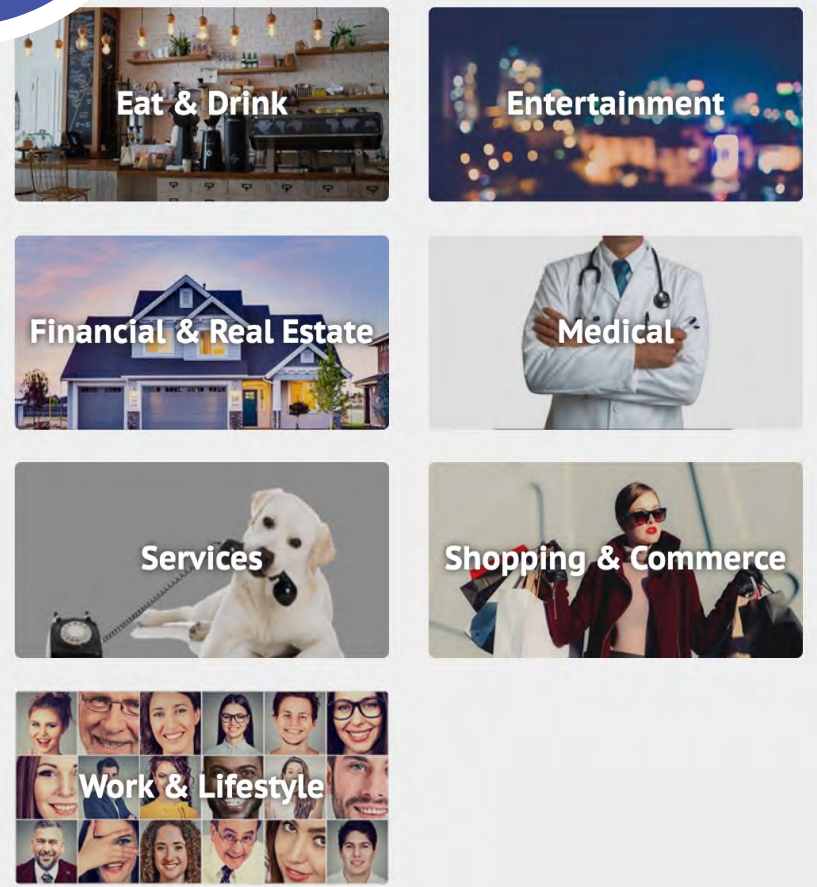 Eat & Drink
Entertainment
Financial & Real Estate
Medical
Services
Shopping & Commerce
Work & Lifestyle